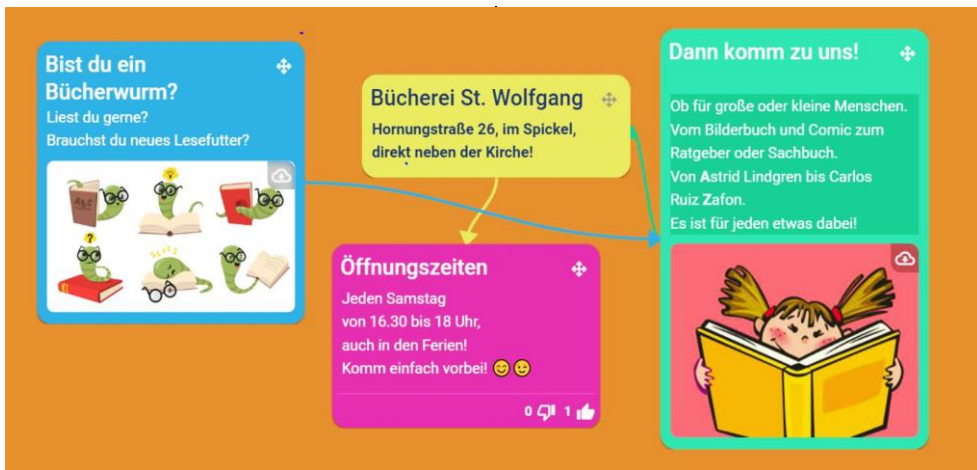 Bist du ein
Bücherwurm?
Liest du gerne?
Brauchst du neues Lesefutter?
ABC
?
Bücherei St. Wolfgang
Hornungstraße 26, im Spickel,
direkt neben der Kirche!
Öffnungszeiten
Jeden Samstag
von 16.30 bis 18 Uhr,
auch in den Ferien!
Komm einfach vorbei! 😊 😉
0 1
Dann komm zu uns!
Ob für große oder kleine Menschen.
Vom Bilderbuch und Comic zum
Ratgeber oder Sachbuch.
Von Astrid Lindgren bis Carlos
Ruiz Zafon.
Es ist für jeden etwas dabei!